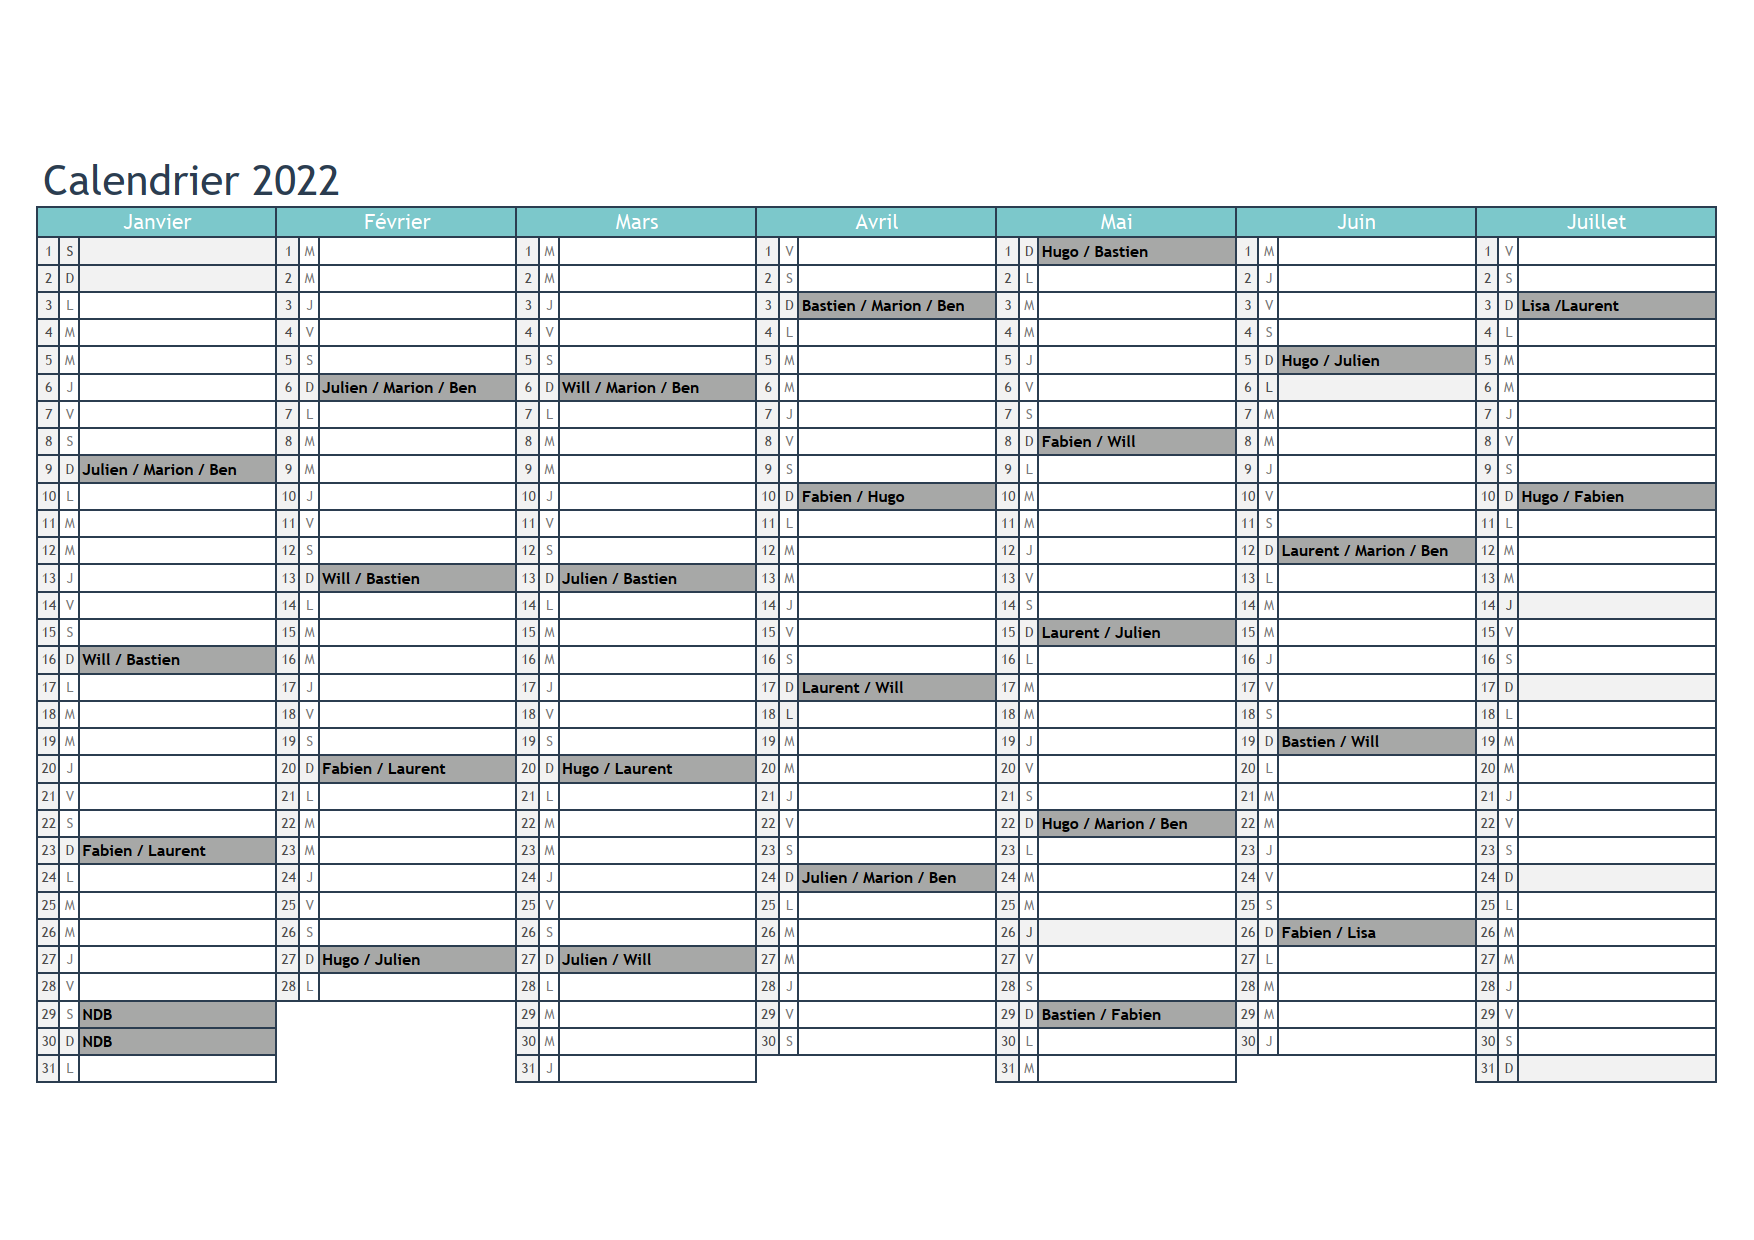 Calendrier 2022
Janvier Février Mars Avril Mai Juin Juillet
1 S 1 M 1 M 1 V 1 D Hugo / Bastien 1 M 1 V
2 D 2 M 2 M 2 S 2 L 2 J 2 S
3 L 3 J 3 J 3 D Bastien / Marion / Ben 3 M 3 V 3 D Lisa /Laurent
4 M 4 V 4 V 4 L 4 M 4 S 4 L
5 M 5 S 5 S 5 M 5 J 5 D Hugo / Julien 5 M
6 J 6 D Julien / Marion / Ben 6 D Will / Marion / Ben 6 M 6 V 6 L 6 M
7 V 7 L 7 L 7 J 7 S 7 M 7 J
8 S 8 M 8 M 8 V 8 D Fabien / Will 8 M 8 V
9 D Julien / Marion / Ben 9 M 9 M 9 S 9 L 9 J 9 S
10 L 10 J 10 J 10 D Fabien / Hugo 10 M 10 V 10 D Hugo / Fabien
11 M 11 V 11 V 11 L 11 M 11 S 11 L
12 M 12 S 12 S 12 M 12 J 12 D Laurent / Marion / Ben 12 M
13 J 13 D Will / Bastien 13 D Julien / Bastien 13 M 13 V 13 L 13 M
14 V 14 L 14 L 14 J 14 S 14 M 14 J
15 S 15 M 15 M 15 V 15 D Laurent / Julien 15 M 15 V
16 D Will / Bastien 16 M 16 M 16 S 16 L 16 J 16 S
17 L 17 J 17 J 17 D Laurent / Will 17 M 17 V 17 D
18 M 18 V 18 V 18 L 18 M 18 S 18 L
19 M 19 S 19 S 19 M 19 J 19 D Bastien / Will 19 M
20 J 20 D Fabien / Laurent 20 D Hugo / Laurent 20 M 20 V 20 L 20 M
21 V 21 L 21 L 21 J 21 S 21 M 21 J
22 S 22 M 22 M 22 V 22 D Hugo / Marion / Ben 22 M 22 V
23 D Fabien / Laurent 23 M 23 M 23 S 23 L 23 J 23 S
24 L 24 J 24 J 24 D Julien / Marion / Ben 24 M 24 V 24 D
25 M 25 V 25 V 25 L 25 M 25 S 25 L
26 M 26 S 26 S 26 M 26 J 26 D Fabien / Lisa 26 M
27 J 27 D Hugo / Julien 27 D Julien / Will 27 M 27 V 27 L 27 M
28 V 28 L 28 L 28 J 28 S 28 M 28 J
29 S NDB 29 M 29 V 29 D Bastien / Fabien 29 M 29 V
30 D NDB 30 M 30 S 30 L 30 J 30 S
31 L 31 J 31 M 31 D